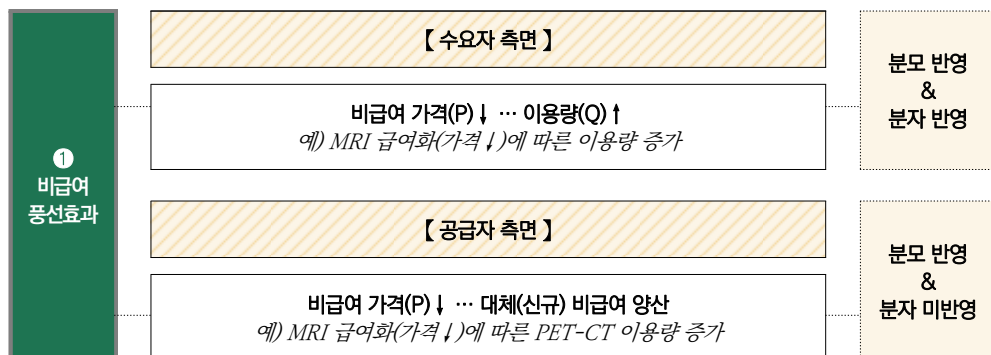 ❶
비급여
풍선효과
【 수요자 측면 】
비급여 가격(P)↓ … 이용량(Q)↑
예) MRI 급여화(가격↓)에 따른 이용량 증가
분모 반영
&
분자 반영
【 공급자 측면 】
비급여 가격(P)↓ … 대체(신규) 비급여 양산
예) MRI 급여화(가격↓)에 따른 PET-CT 이용량 증가
분모 반영
&
분자 미반영